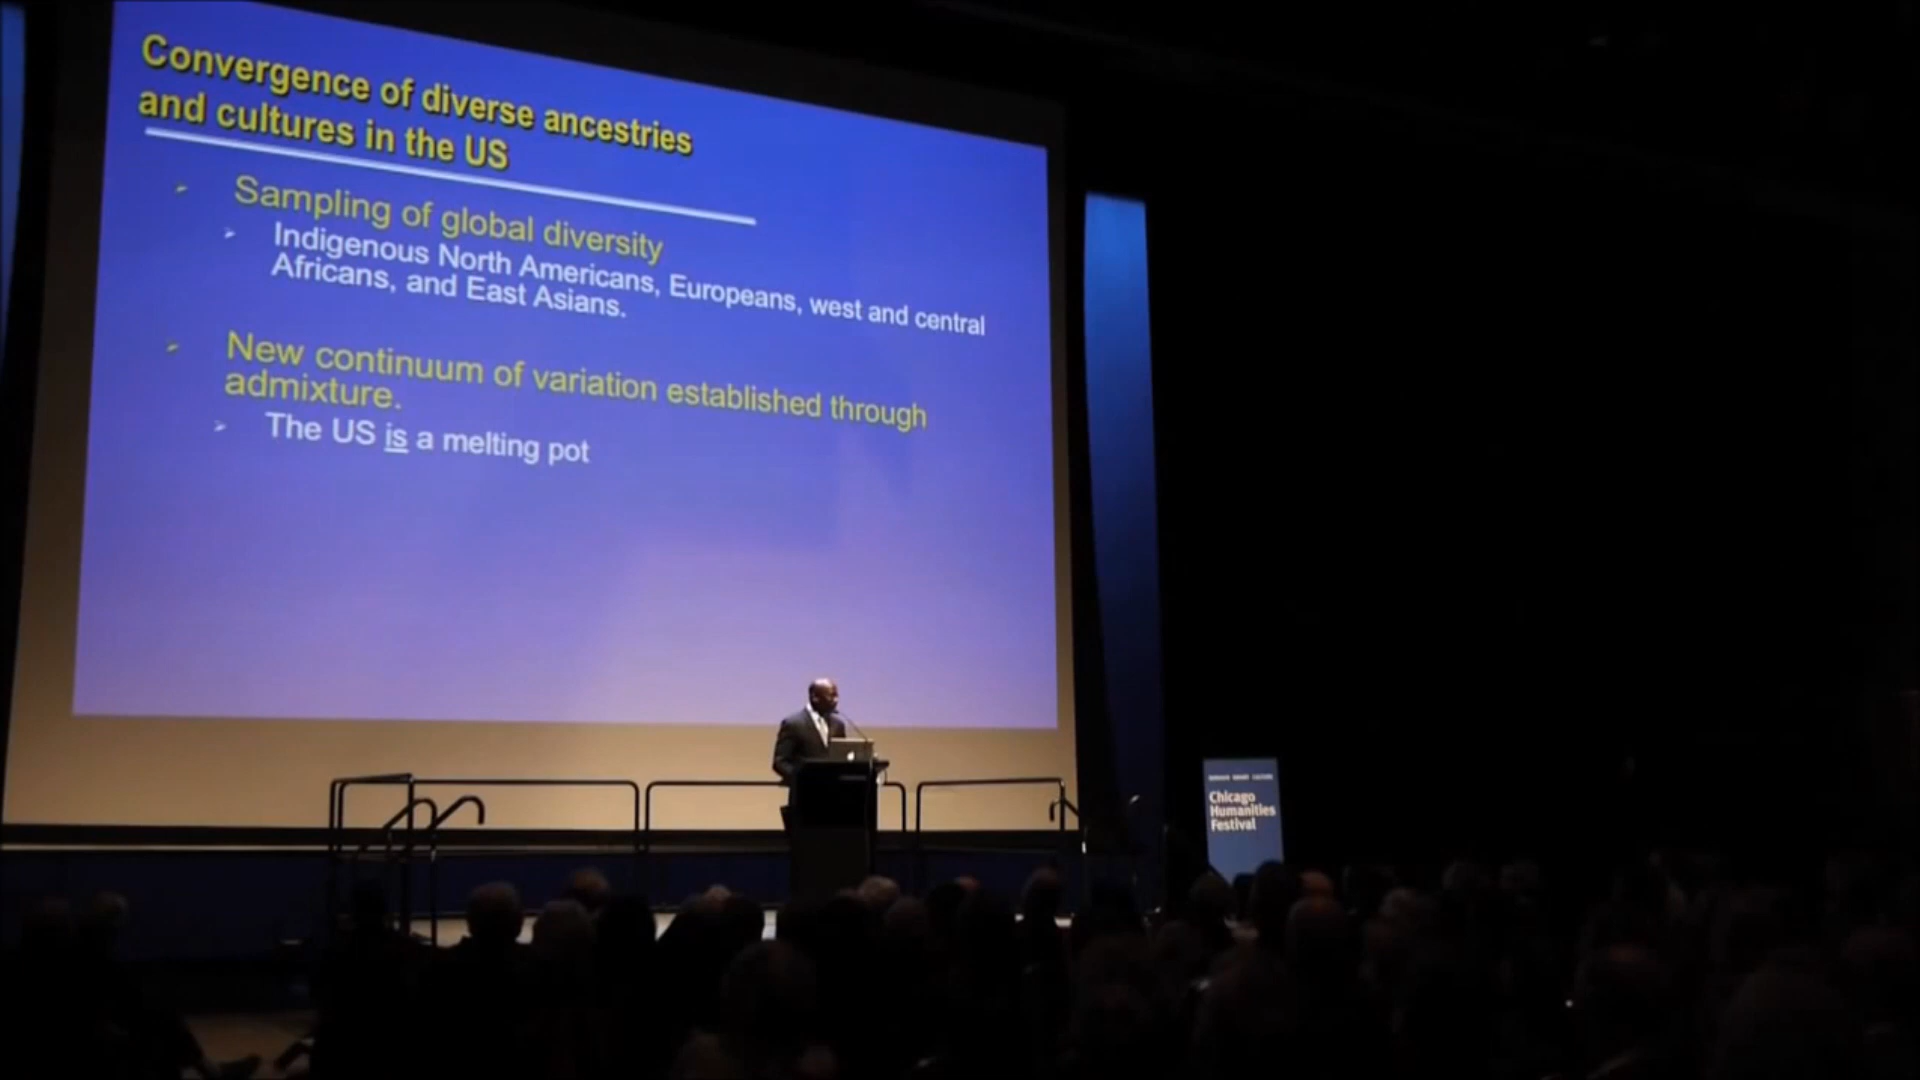 Convergence of diverse ancestries
and cultures in the US
Sampling of global diversity
Indigenous North Americans, Europeans, west and central
Africans, and East Asians.
New continuum of variation established through
admixture.
The US is a melting pot
Chicago
Humanities
Festival